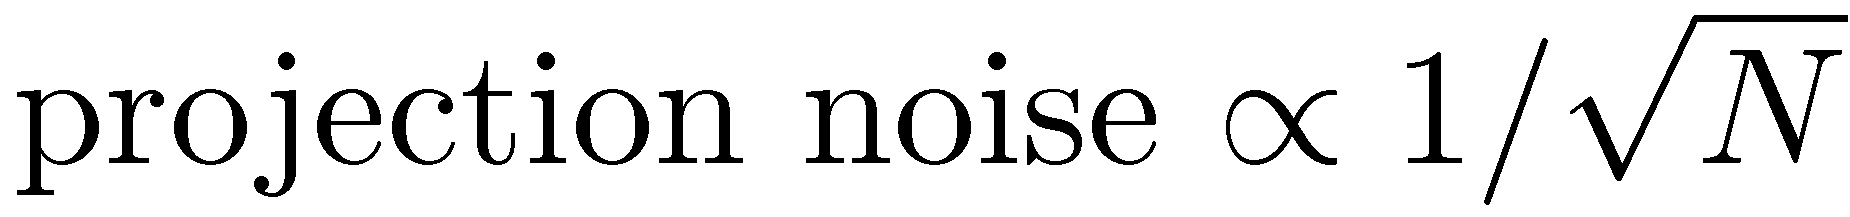 projection noise ∝ 1/√N